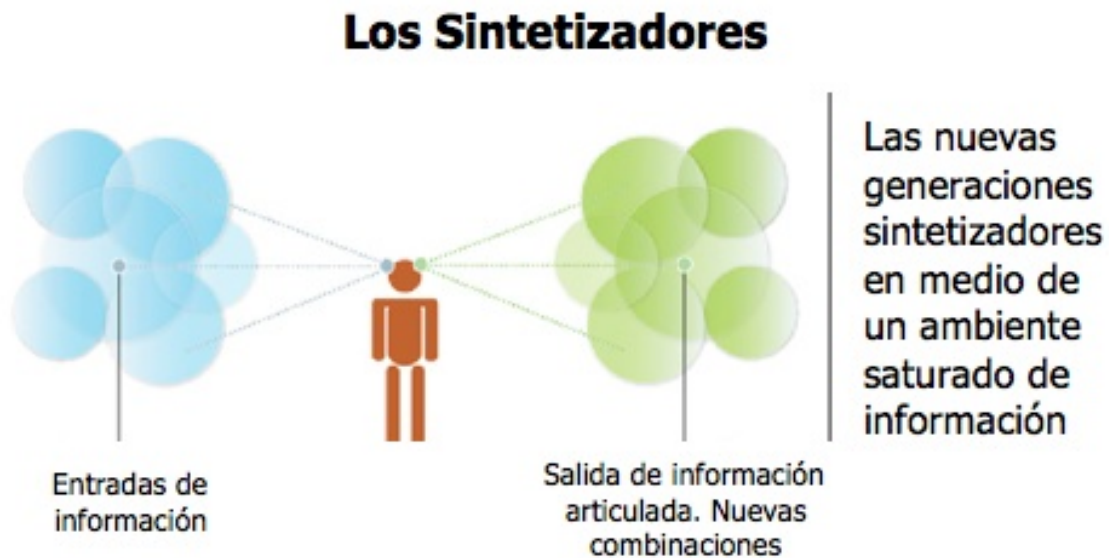 Los Sintetizadores
Las nuevas
generaciones
sintetizadores
en medio de
un ambiente
saturado de
información
Entradas de
información
Salida de información
articulada. Nuevas
combinaciones